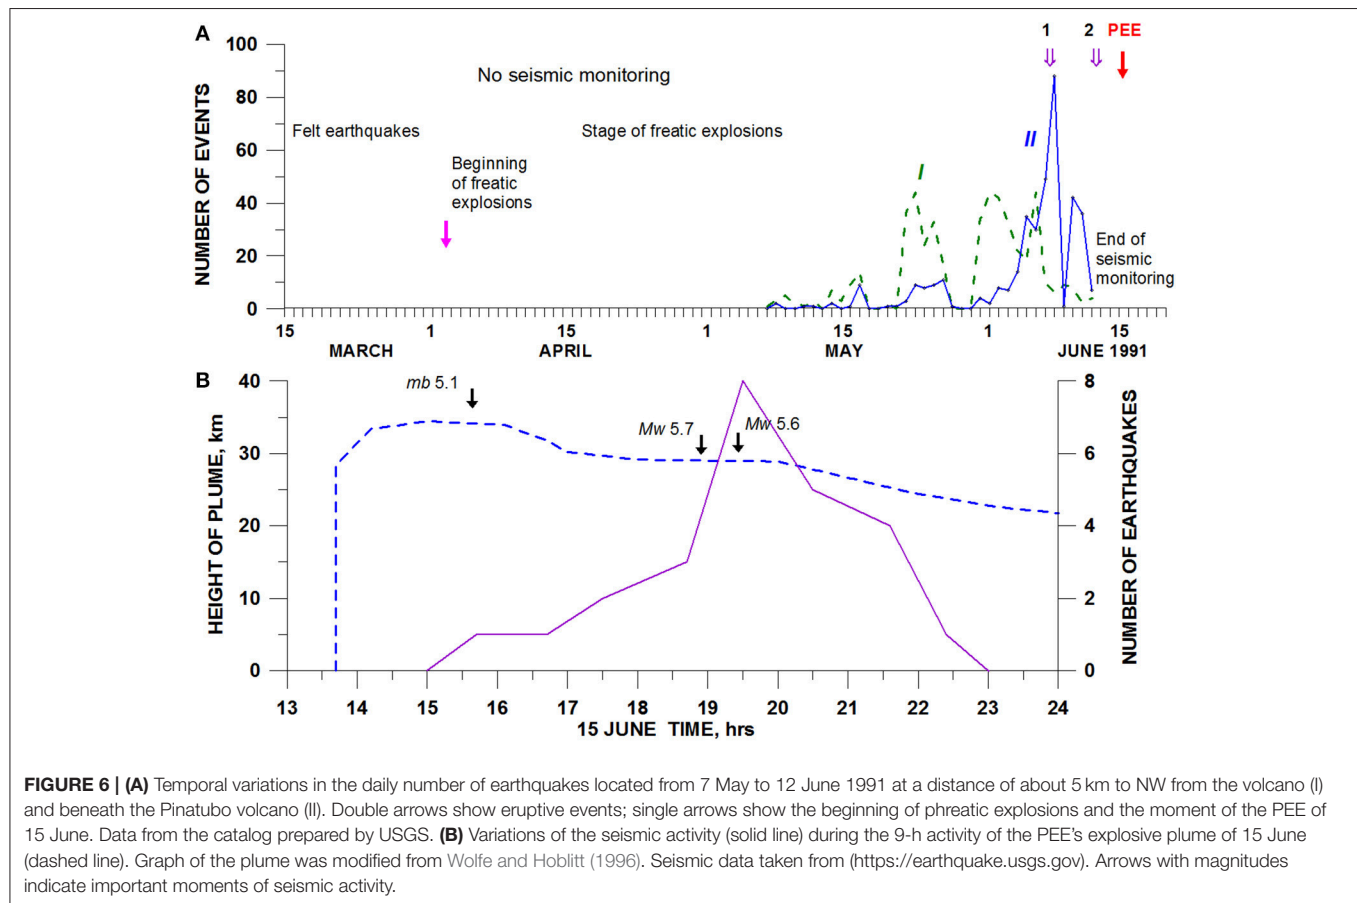 A
1 2 PEE
NUMBER OF EVENTS
100
80
60
40
20
0
No seismic monitoring
Felt earthquakes
Stage of freatic explosions
Beginning
of freatic
explosions
I
II
End of
seismic
monitoring
15 1 15 1 15 1 15
MARCH APRIL MAY JUNE 1991
B
HEIGHT OF PLUME, km
40
30
20
10
0
mb 5.1
Mw 5.7
Mw 5.6
8
6
4
2
0
NUMBER OF EARTHQUAKES
13 14 15 16 17 18 19 20 21 22 23 24
15 JUNE TIME, hrs
FIGURE 6 | (A) Temporal variations in the daily number of earthquakes located from 7 May to 12 June 1991 at a distance of about 5 km to NW from the volcano (I)
and beneath the Pinatubo volcano (II). Double arrows show eruptive events; single arrows show the beginning of phreatic explosions and the moment of the PEE of
15 June. Data from the catalog prepared by USGS. (B) Variations of the seismic activity (solid line) during the 9-h activity of the PEE's explosive plume of 15 June
(dashed line). Graph of the plume was modified from Wolfe and Hoblitt (1996). Seismic data taken from (https://earthquake.usgs.gov). Arrows with magnitudes
indicate important moments of seismic activity.